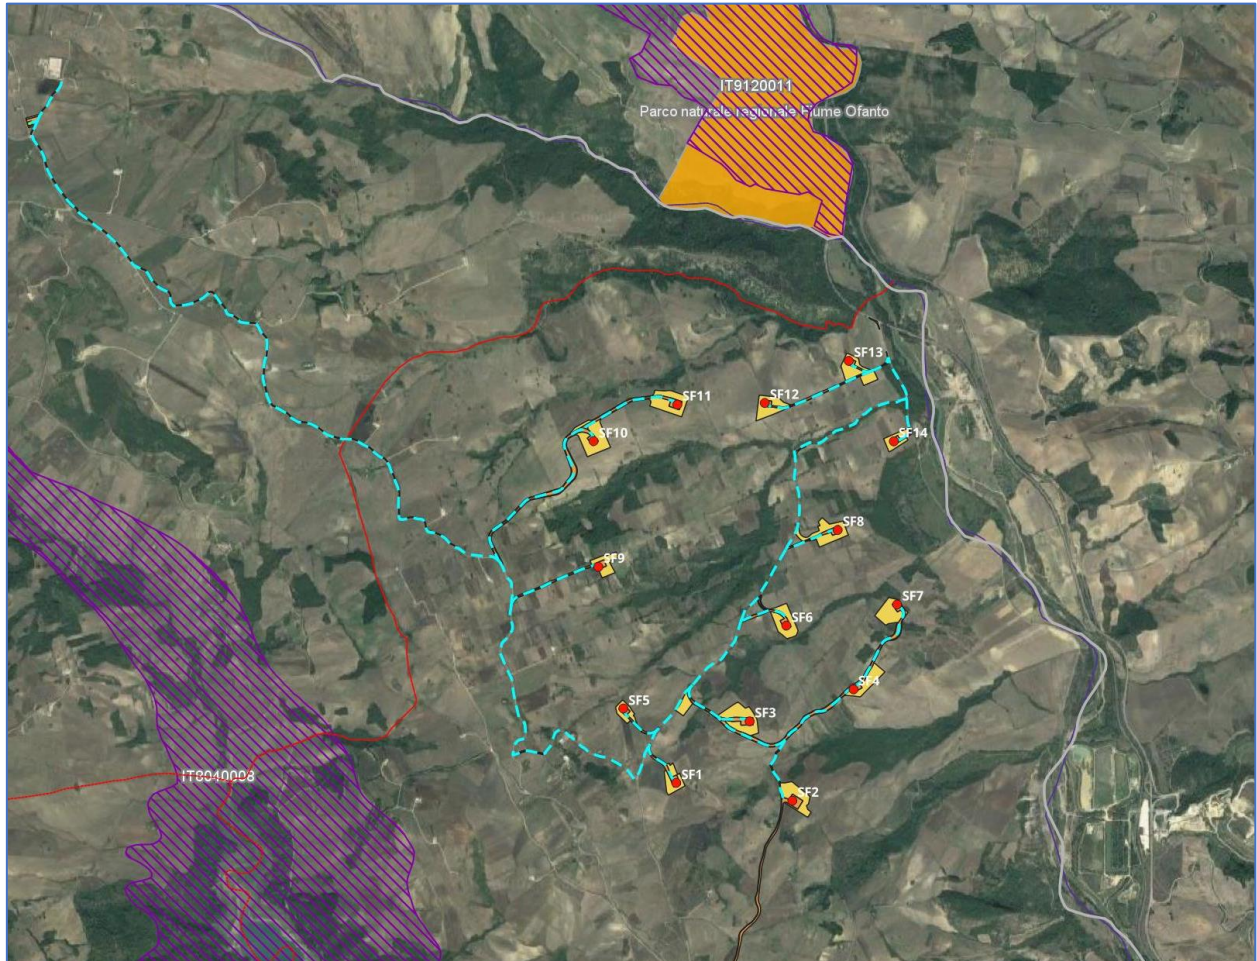 IT9120011
Parco naturale regionale Fiume Ofanto
SF13
SF11
SF12
SF10
SF14
SF8
SF9
SF7
SF6
SF4
SF5
SF3
SF1
IT8040008
SF2